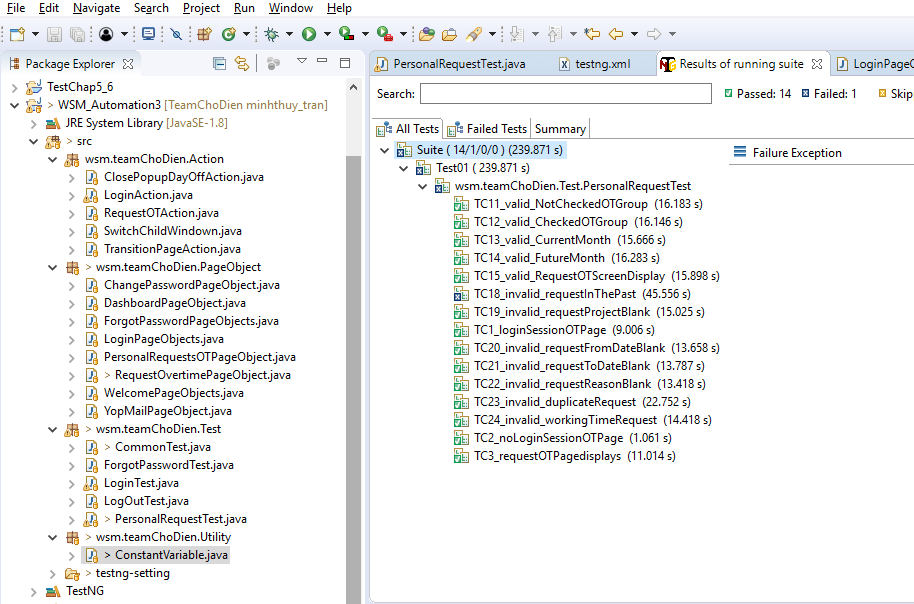 File Edit Navigate Search Project Run Window Help
Package Explorer
TestChap5_6
> WSM_Automation3 [TeamChoDien minhthuy_tran]
JRE System Library [JavaSE-1.8]
> src
wsm.teamChoDien.Action
ClosePopupDayOffAction.java
LoginAction.java
RequestOTAction.java
SwitchChildWindown.java
TransitionPageAction.java
> wsm.teamChoDien.PageObject
ChangePasswordPageObject.java
DashboardPageObject.java
ForgotPasswordPageObjects.java
LoginPageObjects.java
PersonalRequestsOTPageObject.java
> RequestOvertimePageObject.java
WelcomePageObjects.java
YopMailPageObject.java
> wsm.teamChoDien.Test
> CommonTest.java
ForgotPasswordTest.java
LoginTest.java
LogOutTest.java
> PersonalRequestTest.java
> wsm.teamChoDien.Utility
> ConstantVariable.java
> testng-setting
TestNG
PersonalRequestTest.java testng.xml Results of running suite LoginPageO
Search: Passed: 14 Failed: 1 Skip
All Tests Failed Tests Summary
Suite ( 14/1/0/0 ) (239.871 s)
Failure Exception
Test01 ( 239.871 s)
wsm.teamChoDien.Test.PersonalRequestTest
TC11_valid_NotCheckedOTGroup (16.183 s)
TC12_valid_CheckedOTGroup (16.146 s)
TC13_valid_CurrentMonth (15.666 s)
TC14_valid_FutureMonth (16.283 s)
TC15_valid_RequestOTScreenDisplay (15.898 s)
TC18_invalid_requestInThePast (45.556 s)
TC19_invalid_requestProjectBlank (15.025 s)
TC1_loginSessionOTPage (9.006 s)
TC20_invalid_requestFromDateBlank (13.658 s)
TC21_invalid_requestToDateBlank (13.787 s)
TC22_invalid_requestReasonBlank (13.418 s)
TC23_invalid_duplicateRequest (22.752 s)
TC24_invalid_workingTimeRequest (14.418 s)
TC2_noLoginSessionOTPage (1.061 s)
TC3_requestOTPagedisplays (11.014 s)